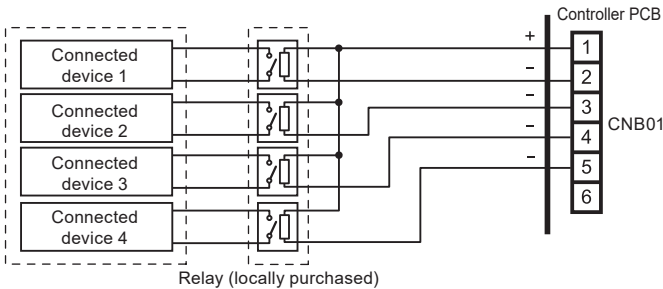 Controller PCB
+
1
Connected
device 1
−
2
−
3
Connected
device 2
CNB01
−
4
Connected
device 3
−
5
6
Connected
device 4
Relay (locally purchased)